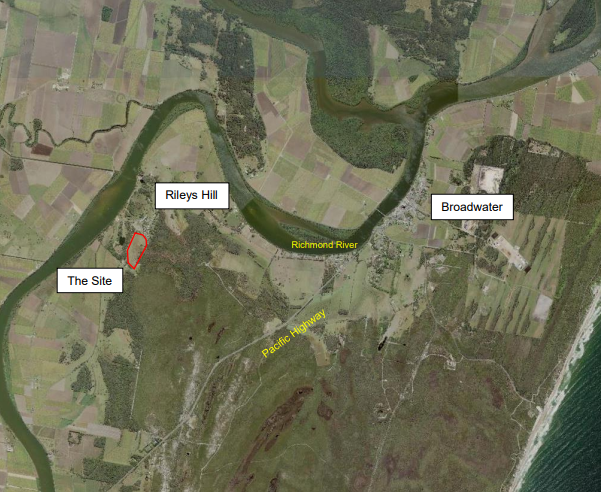 Rileys Hill
Broadwater
Richmond River
The Site
Pacific Highway